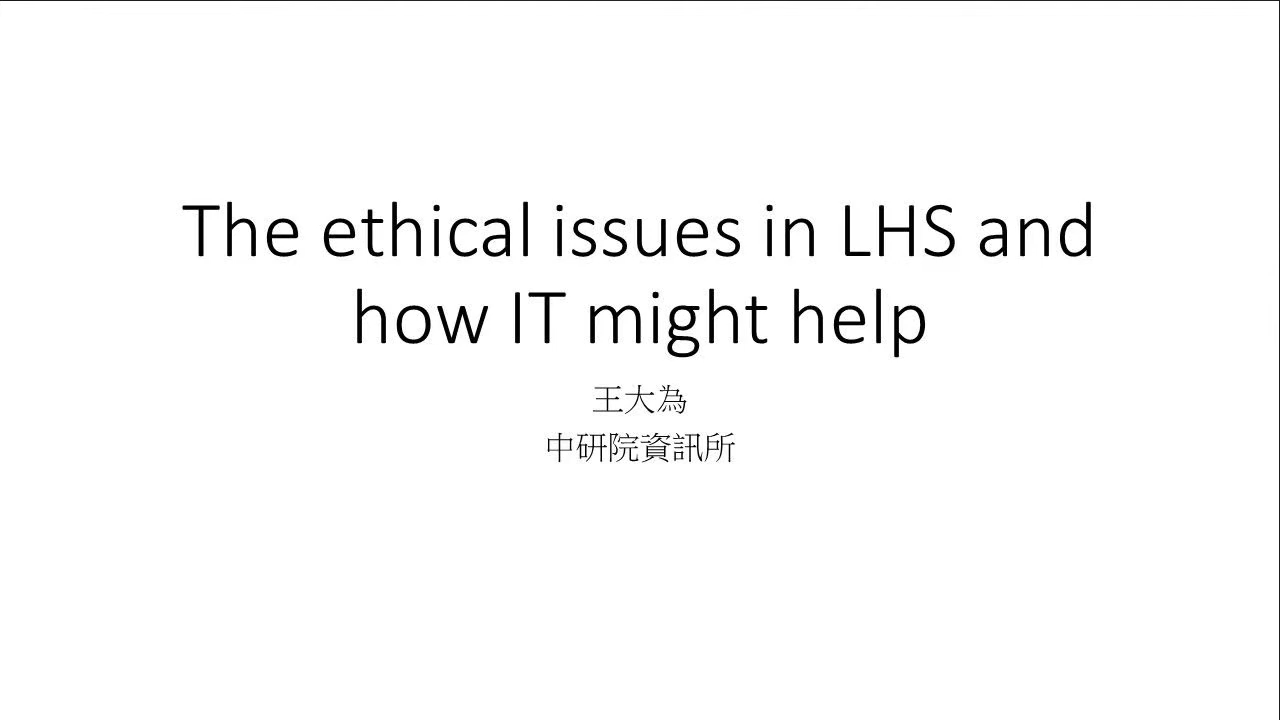 The ethical issues in LHS and
how IT might help
王大為
中研院資訊所